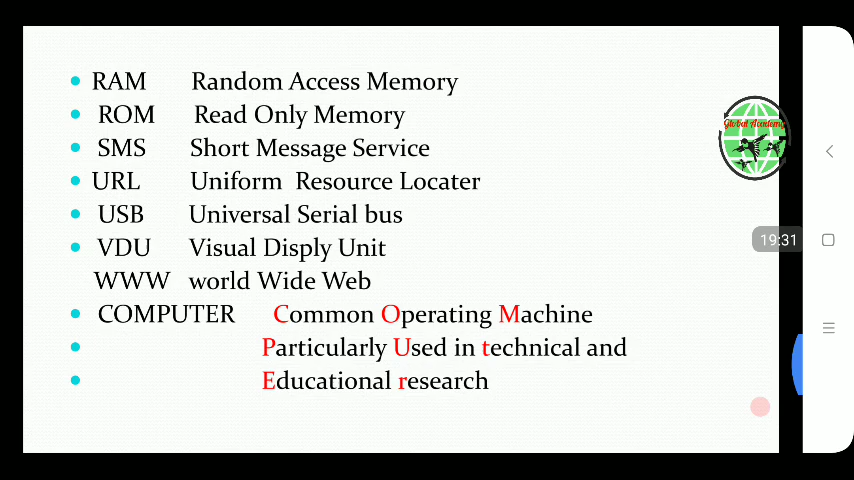 RAM Random Access Memory
ROM Read Only Memory
SMS Short Message Service
URL Uniform Resource Locater
USB Universal Serial bus
VDU Visual Disply Unit
WWW world Wide Web
COMPUTER Common Operating Machine
Particularly Used in technical and
Educational research
Global Academy
19:31